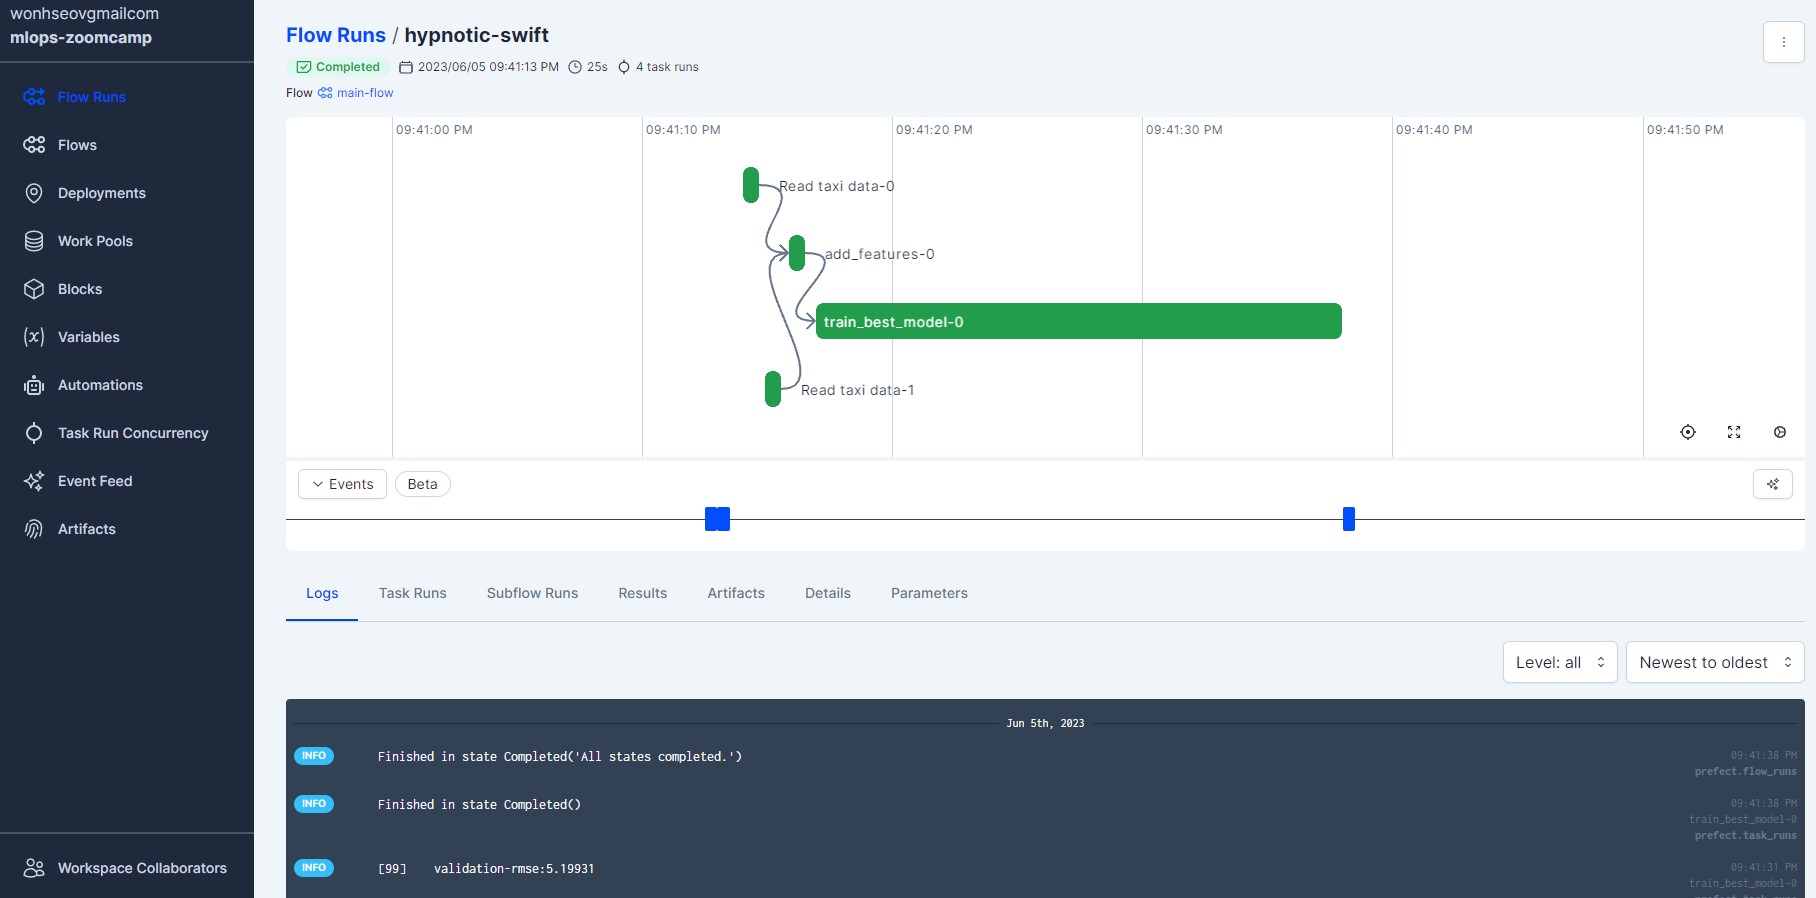 wonhseovgmailcom
mlops-zoomcamp
Flow Runs
Flows
Deployments
Work Pools
Blocks
Variables
Automations
Task Run Concurrency
Event Feed
Artifacts
Workspace Collaborators
Flow Runs / hypnotic-swift
Completed 2023/06/05 09:41:13 PM 25s 4 task runs
Flow main-flow
09:41:00 PM 09:41:10 PM 09:41:20 PM 09:41:30 PM 09:41:40 PM 09:41:50 PM
Read taxi data-0
add_features-0
train_best_model-0
Read taxi data-1
Events Beta
Logs Task Runs Subflow Runs Results Artifacts Details Parameters
Level: all Newest to oldest
Jun 5th, 2023
INFO Finished in state Completed('All states completed.') 09:41:38 PM
prefect.flow_runs
INFO Finished in state Completed() 09:41:38 PM
train_best_model-0
prefect.task_runs
INFO [99] validation-rmse:5.19931 09:41:31 PM
train_best_model-0